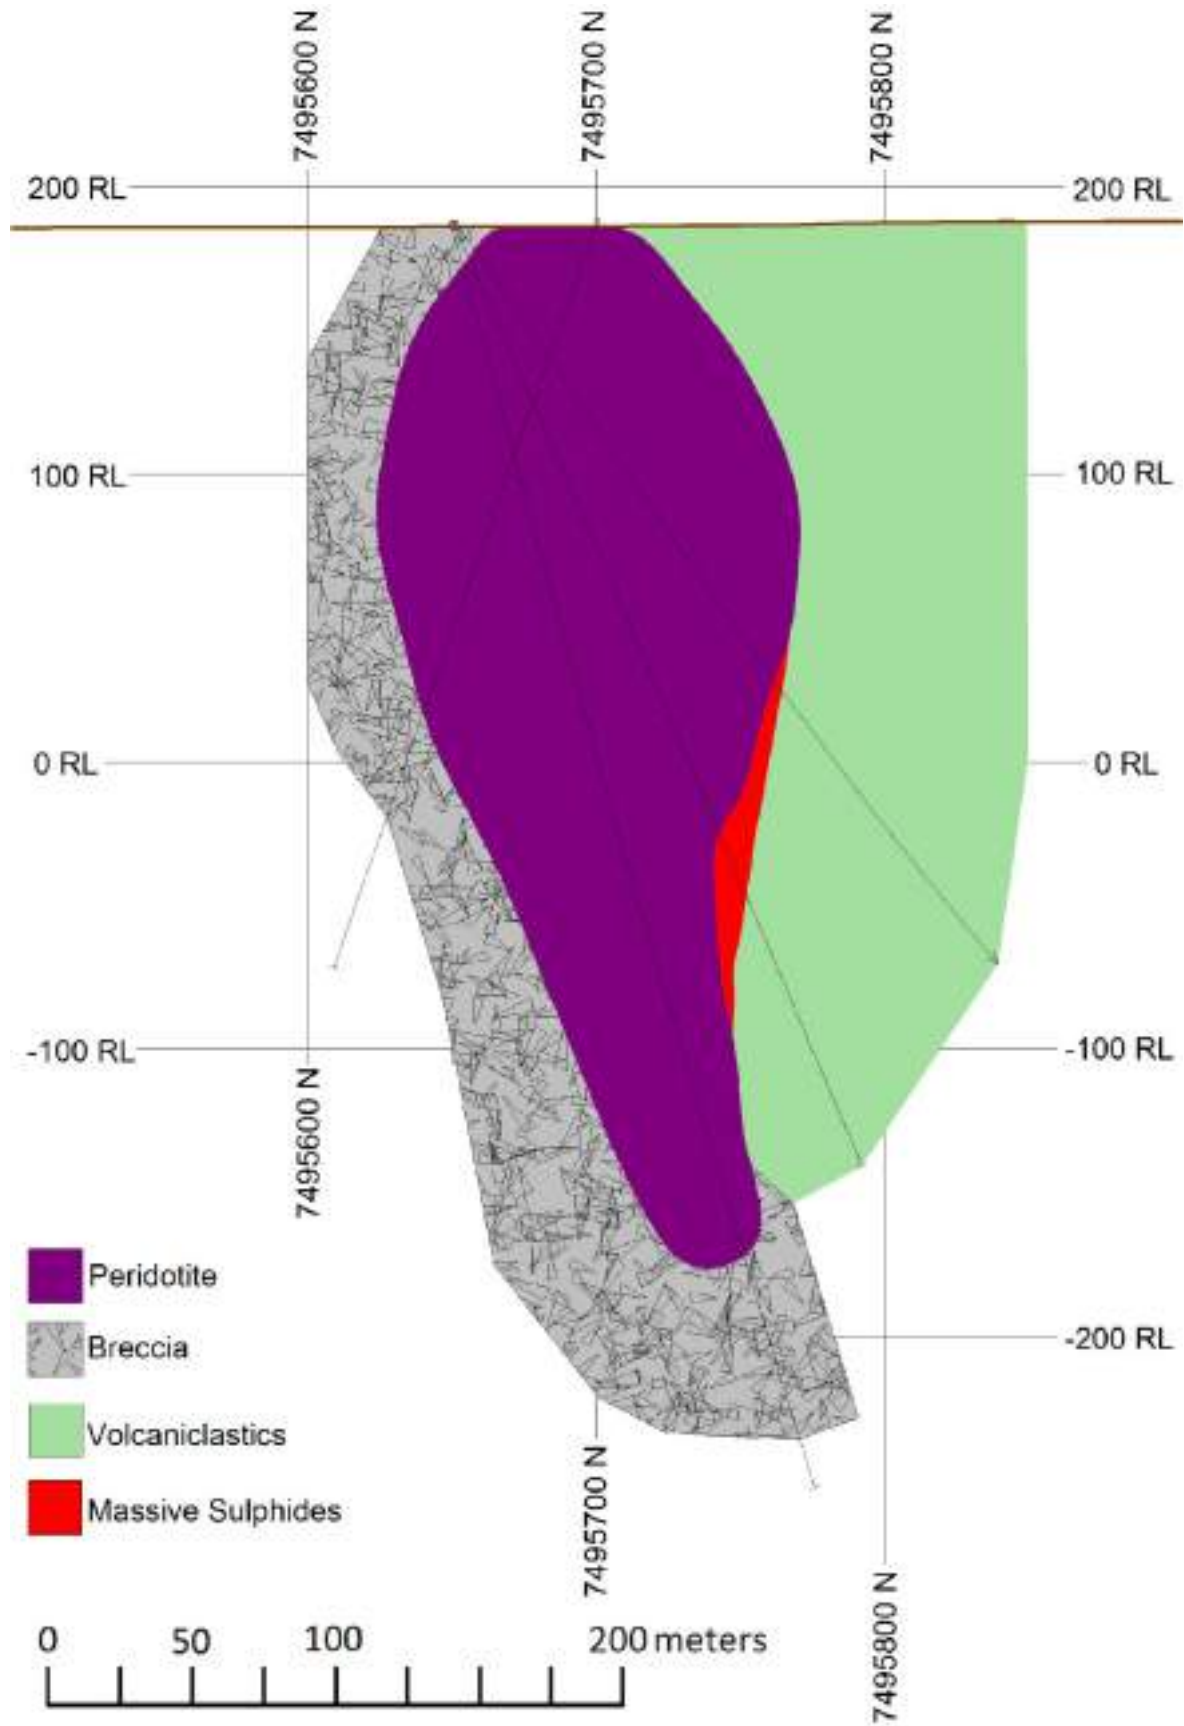 7495600 N
7495700 N
7495800 N
200 RL
200 RL
100 RL
100 RL
0 RL
0 RL
-100 RL
-100 RL
7495600 N
Peridotite
Breccia
-200 RL
Volcaniclastics
Massive Sulphides
7495700 N
7495800 N
0 50 100 200 meters